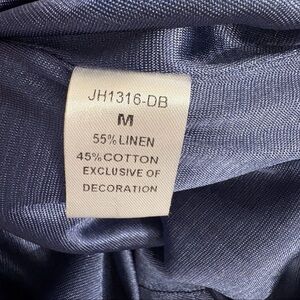 JH1316-DB
M
55%LINEN
45%COTTON
EXCLUSIVE OF
DECORATION